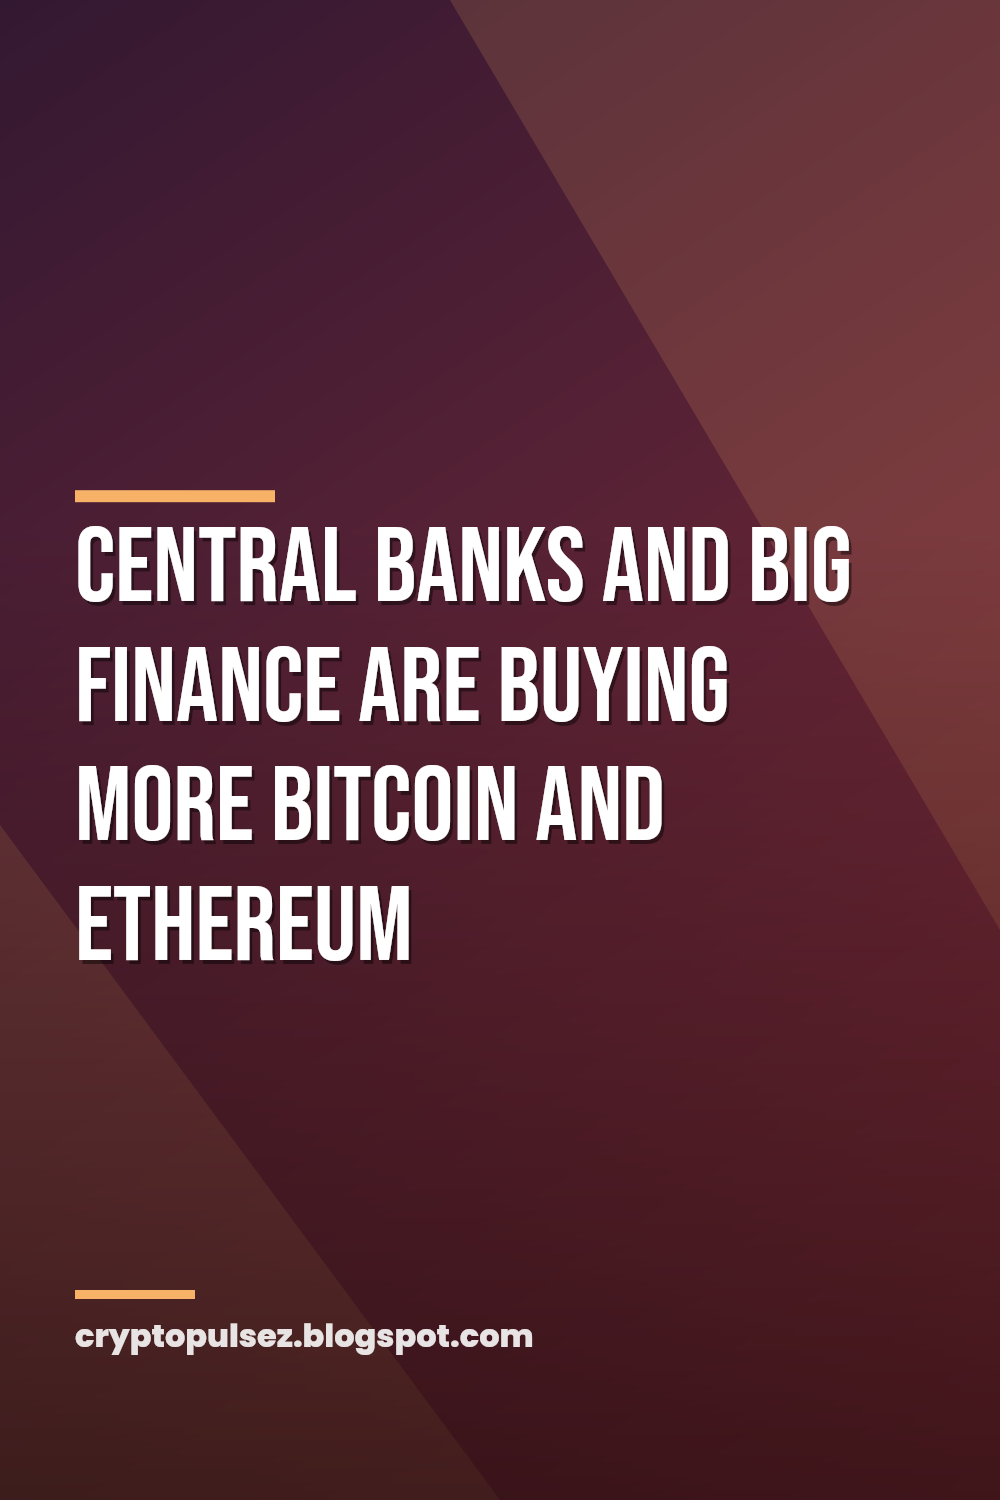 CENTRAL BANKS AND BIG
FINANCE ARE BUYING
MORE BITCOIN AND
ETHEREUM
cryptopulsez.blogspot.com